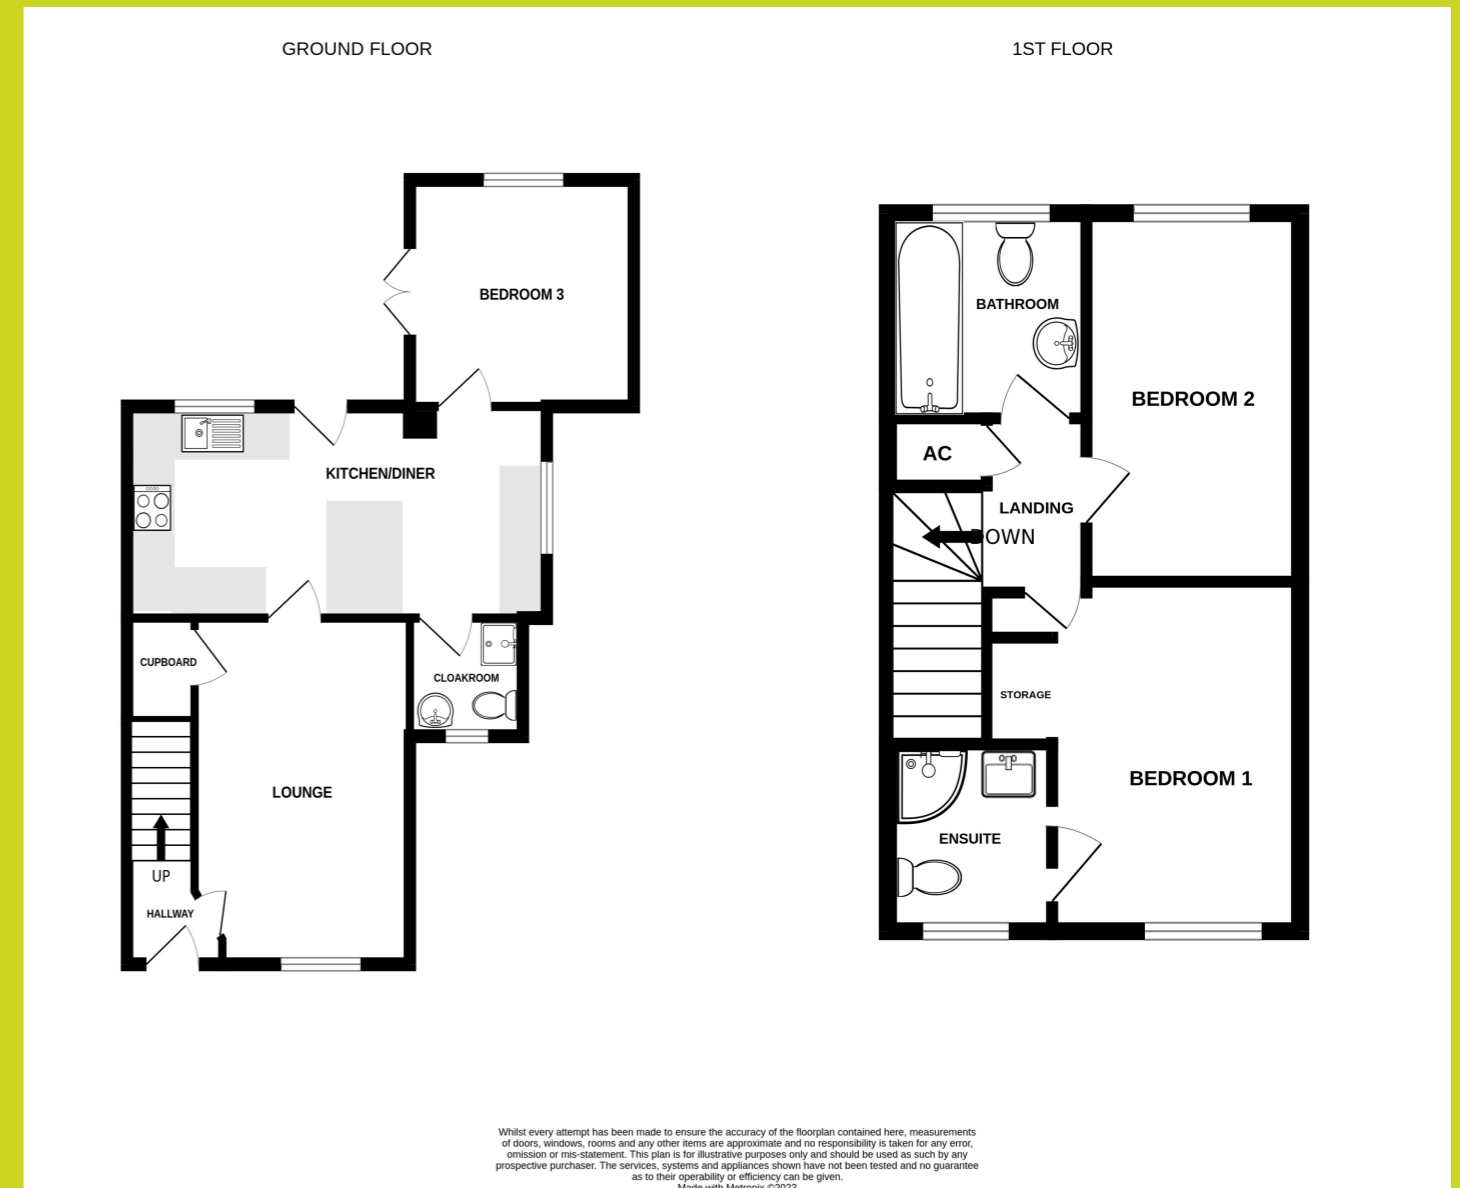 GROUND FLOOR
1ST FLOOR
BEDROOM 3
KITCHEN/DINER
CUPBOARD
CLOAKROOM
LOUNGE
UP
HALLWAY
BATHROOM
BEDROOM 2
AC
LANDING
DOWN
STORAGE
BEDROOM 1
ENSUITE
Whilst every attempt has been made to ensure the accuracy of the floorplan contained here, measurements
of doors, windows, rooms and any other items are approximate and no responsibility is taken for any error,
omission or mis-statement. This plan is for illustrative purposes only and should be used as such by any
prospective purchaser. The services, systems and appliances shown have not been tested and no guarantee
as to their operability or efficiency can be given.
Made with Metropix ©2023